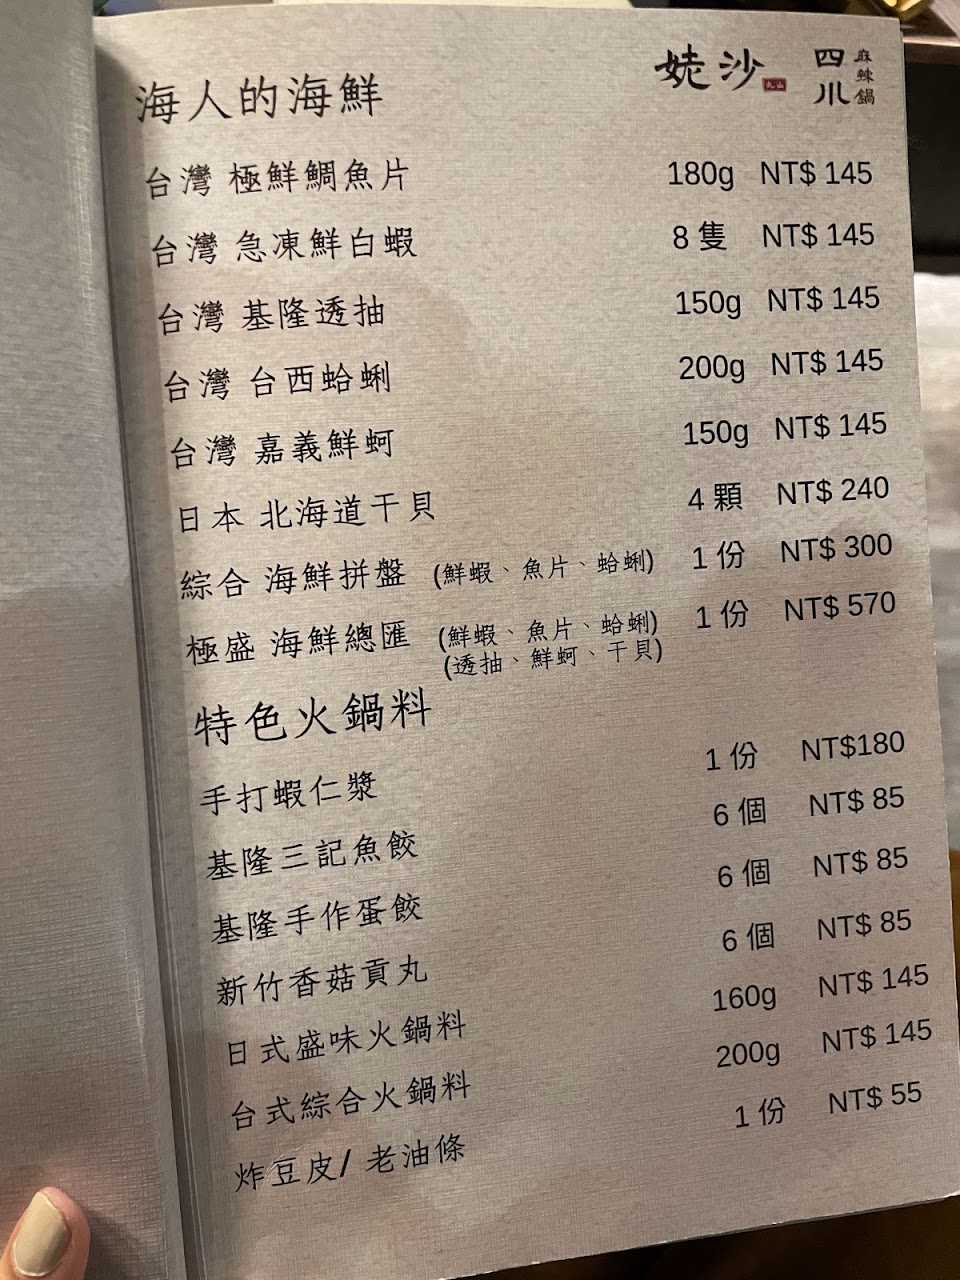 海人的海鮮
姥沙
四川
麻辣鍋
台灣 極鮮鯛魚片 180g NT$ 145
台灣 急凍鮮白蝦 8 隻 NT$ 145
台灣 基隆透抽 150g NT$ 145
台灣 台西蛤蜊 200g NT$ 145
台灣 嘉義鮮蚵 150g NT$ 145
日本 北海道干貝 4 顆 NT$ 240
綜合 海鮮拼盤 (鮮蝦、魚片、蛤蜊) 1 份 NT$ 300
極盛 海鮮總匯 (鮮蝦、魚片、蛤蜊) 1 份 NT$ 570
(透抽、鮮蚵、干貝)
特色火鍋料
手打蝦仁漿 1 份 NT$180
基隆三記魚餃 6 個 NT$ 85
基隆手作蛋餃 6 個 NT$ 85
新竹香菇貢丸 6 個 NT$ 85
日式盛味火鍋料 160g NT$ 145
台式綜合火鍋料 200g NT$ 145
炸豆皮/ 老油條 1 份 NT$ 55